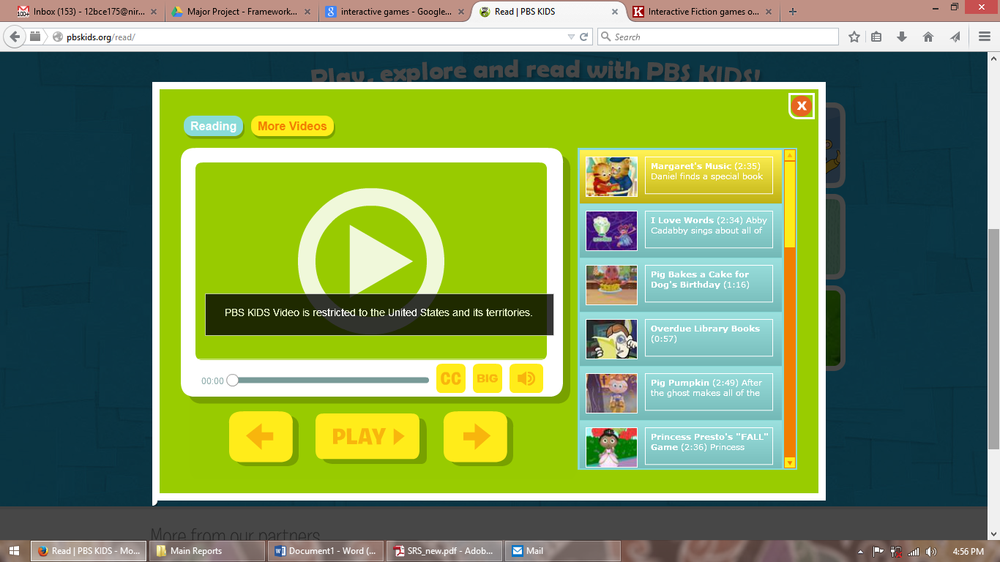 Inbox (153) - 12bce175@nir...
Major Project - Framework...
interactive games - Google...
Read | PBS KIDS
Interactive Fiction games o...
pbskids.org/read/
Search
Play, explore and read with PBS KIDS!
X
Reading
More Videos
PBS KIDS Video is restricted to the United States and its territories.
00:00
CC
BIG
PLAY
Margaret's Music (2:35)
Daniel finds a special book
I Love Words (2:34) Abby
Cadabby sings about all of
Pig Bakes a Cake for
Dog's Birthday (1:16)
Overdue Library Books
(0:57)
Pig Pumpkin (2:49) After
the ghost makes all of the
Princess Presto's "FALL"
Game (2:36) Princess
More from our partners
Read | PBS KIDS - Mo...
Main Reports
Document1 - Word (...
SRS_new.pdf - Adob...
Mail
4:56 PM